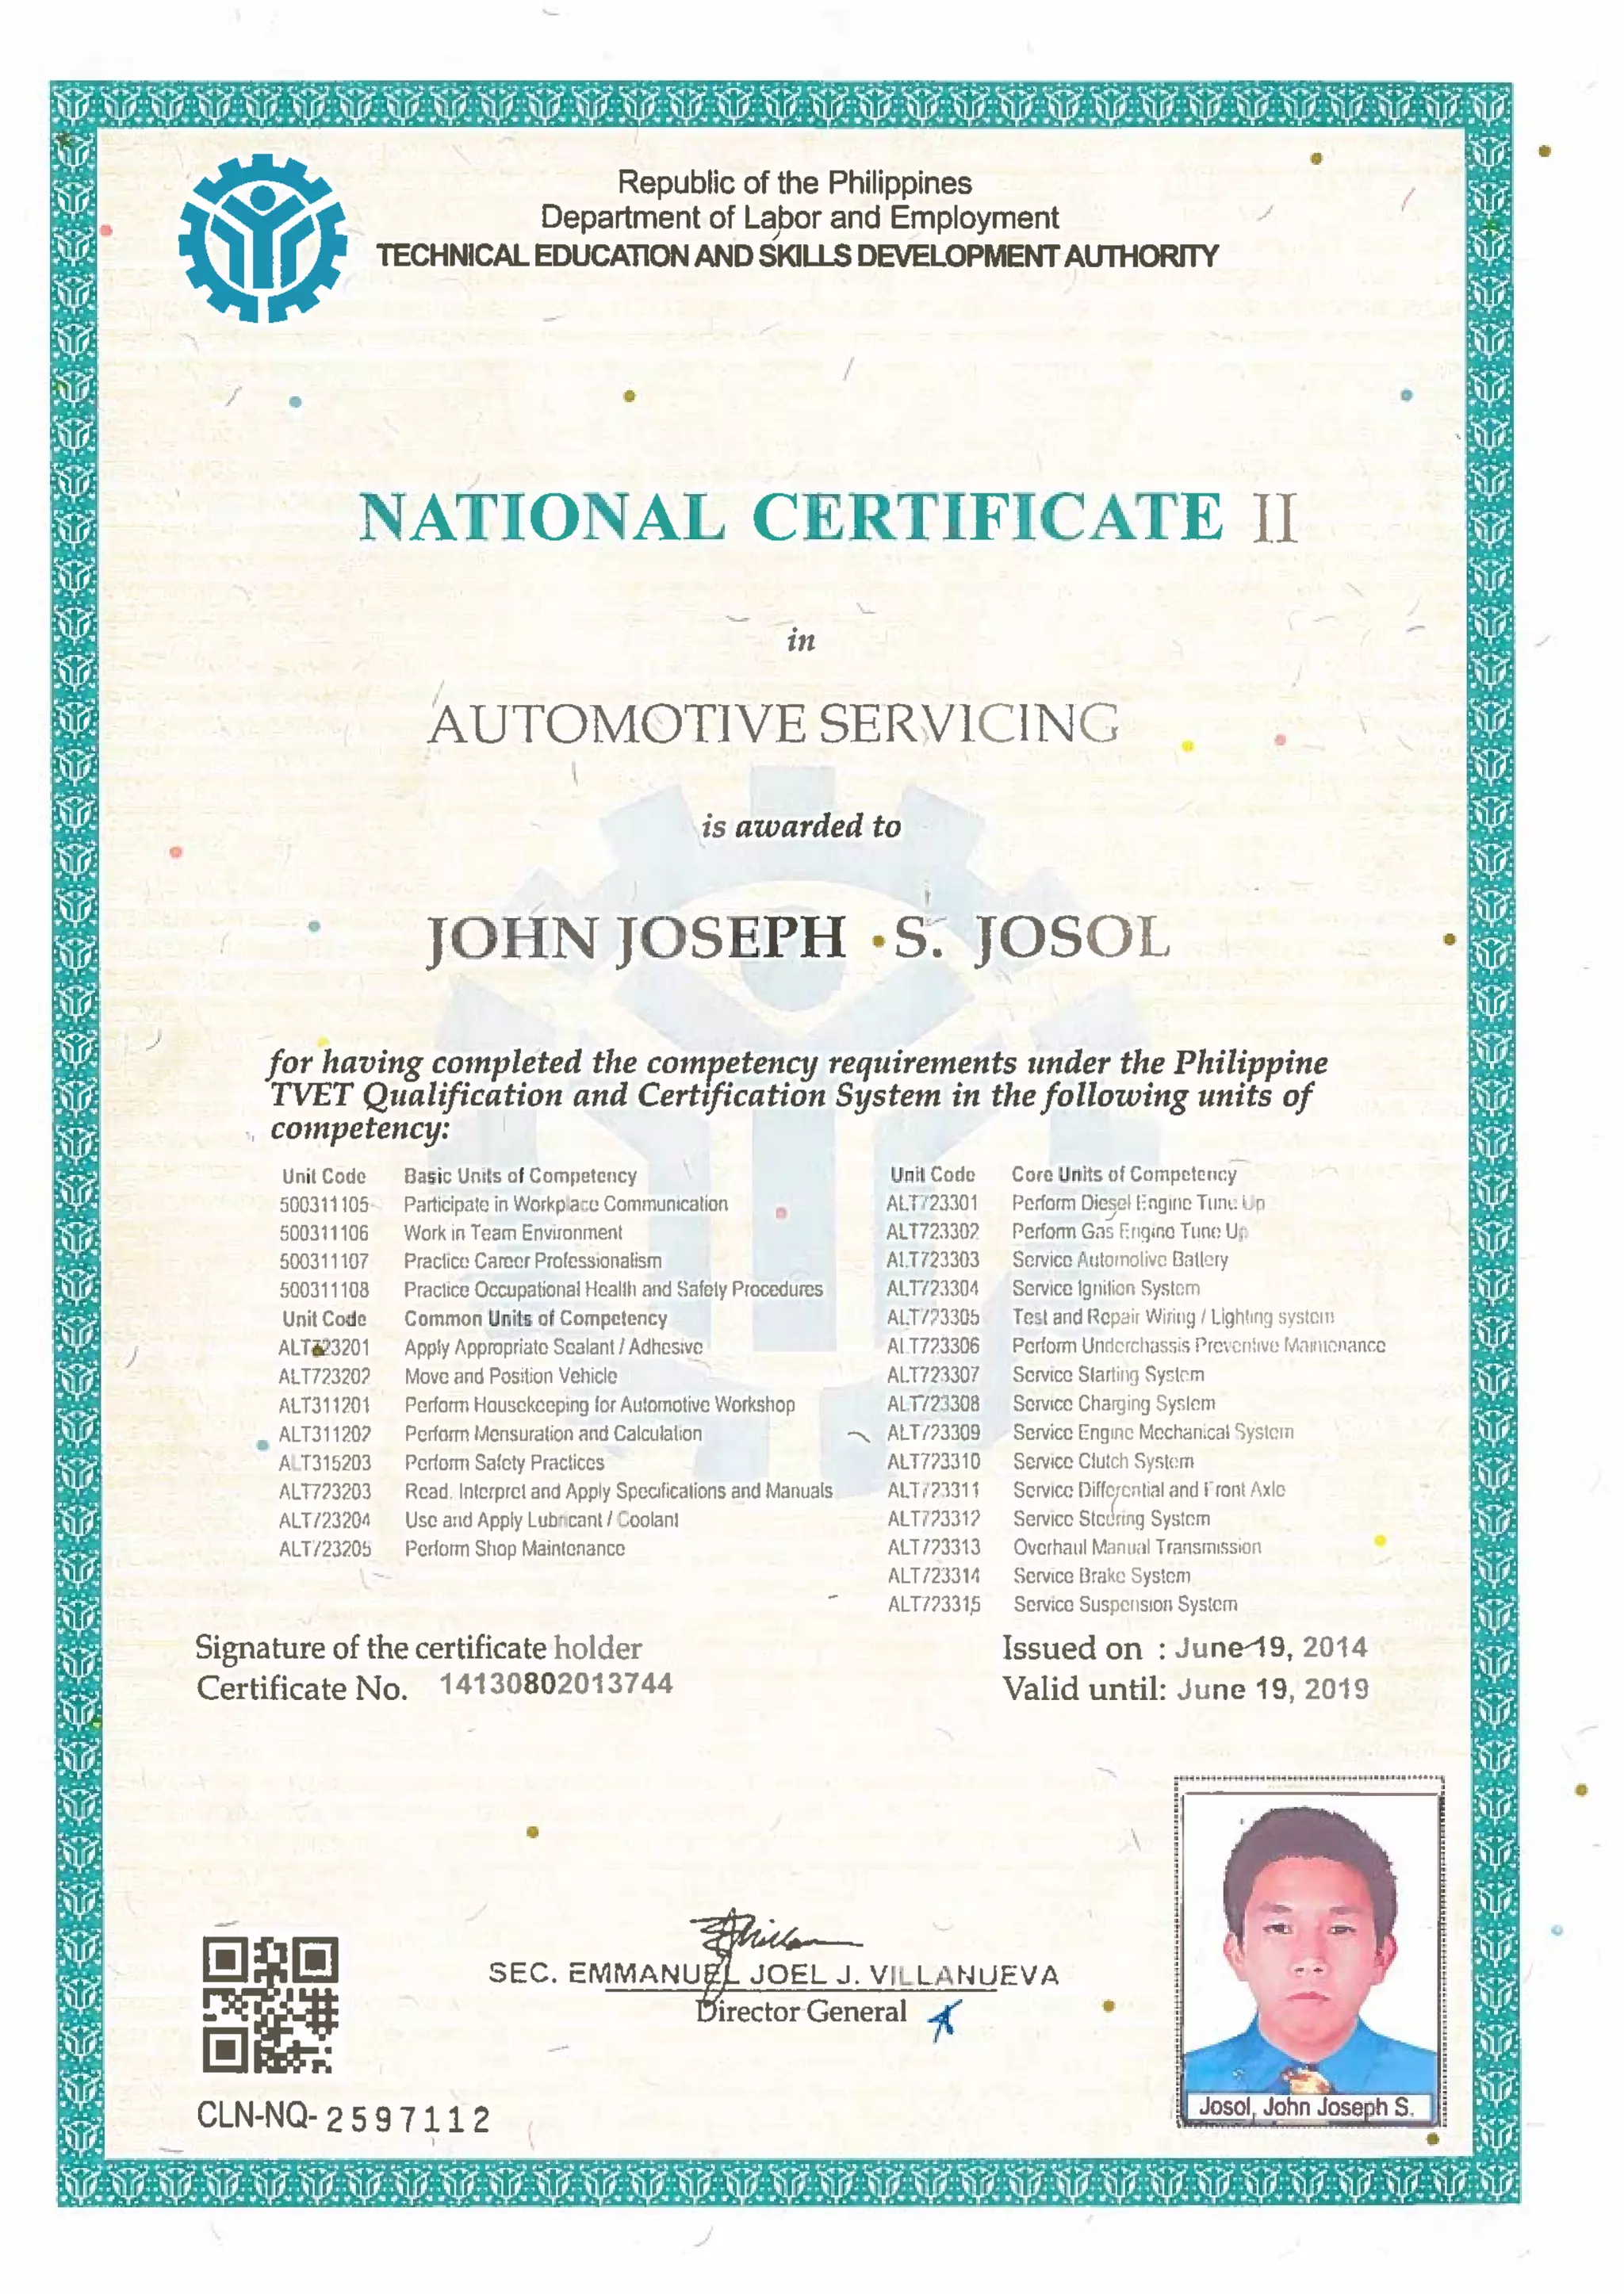 Republic of the Philippines
Department of Labor and Employment
TECHNICAL EDUCATION AND SKILLS DEVELOPMENT AUTHORITY
NATIONAL CERTIFICATE II
in
AUTOMOTIVE SERVICING
is awarded to
JOHN JOSEPH S. JOSOL
for having completed the competency requirements under the Philippine
TVET Qualification and Certification System in the following units of
competency:
Unit Code Basic Units of Competency
500311105 Participate in Workplace Communication
500311106 Work in Team Environment
500311107 Practice Career Professionalism
500311108 Practice Occupational Health and Safety Procedures
Unit Code Common Units of Competency
ALT723201 Apply Appropriate Sealant / Adhesive
ALT723202 Move and Position Vehicle
ALT311201 Perform Housekeeping for Automotive Workshop
ALT311202 Perform Mensuration and Calculation
ALT315203 Perform Safety Practices
ALT723203 Read, Interpret and Apply Specifications and Manuals
ALT723204 Use and Apply Lubricant / Coolant
ALT723205 Perform Shop Maintenance
Unit Code Core Units of Competency
ALT723301 Perform Diesel Engine Tune Up
ALT723302 Perform Gas Engine Tune Up
ALT723303 Service Automotive Battery
ALT723304 Service Ignition System
ALT723305 Test and Repair Wiring / Lighting system
ALT723306 Perform Underchassis Preventive Maintenance
ALT723307 Service Starting System
ALT723308 Service Charging System
ALT723309 Service Engine Mechanical System
ALT723310 Service Clutch System
ALT723311 Service Differential and Front Axle
ALT723312 Service Steering System
ALT723313 Overhaul Manual Transmission
ALT723314 Service Brake System
ALT723315 Service Suspension System
Signature of the certificate holder
Certificate No. 14130802013744
Issued on : June 19, 2014
Valid until: June 19, 2019
SEC. EMMANUEL JOEL J. VILLANUEVA
Director General
CLN-NQ-2597112
Josol, John Joseph S.